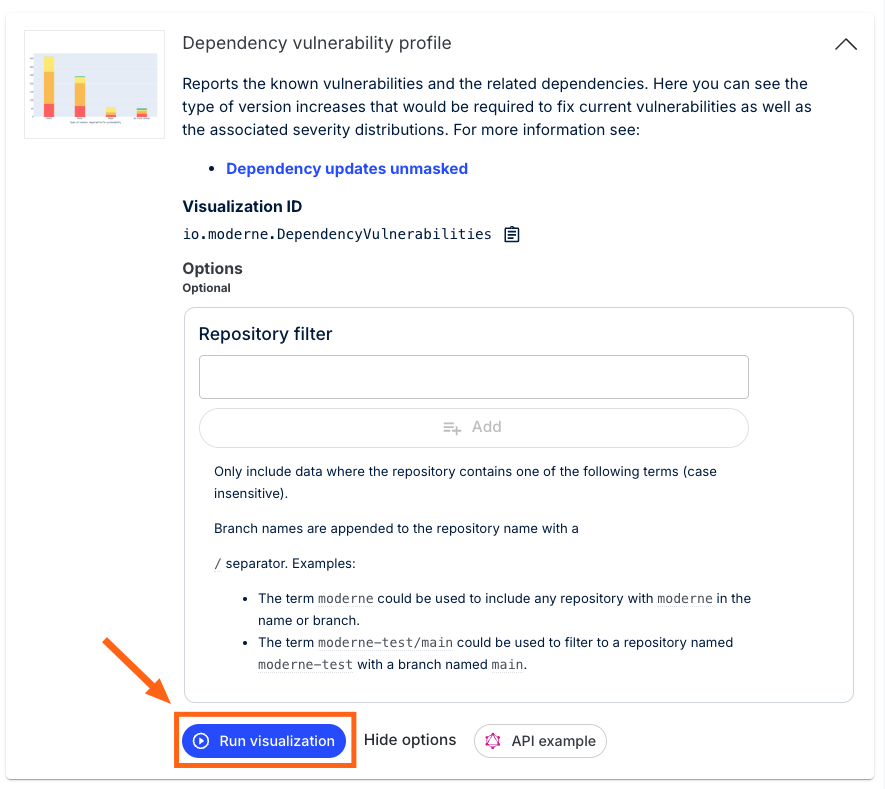 Dependency vulnerability profile
Reports the known vulnerabilities and the related dependencies. Here you can see the
type of version increases that would be required to fix current vulnerabilities as well as
the associated severity distributions. For more information see:
Dependency updates unmasked
Visualization ID
io.moderne.DependencyVulnerabilities
Options
Optional
Repository filter
Add
Only include data where the repository contains one of the following terms (case
insensitive).
Branch names are appended to the repository name with a
/ separator. Examples:
The term moderne could be used to include any repository with moderne in the
name or branch.
The term moderne-test/main could be used to filter to a repository named
moderne-test with a branch named main.
Run visualization
Hide options
API example